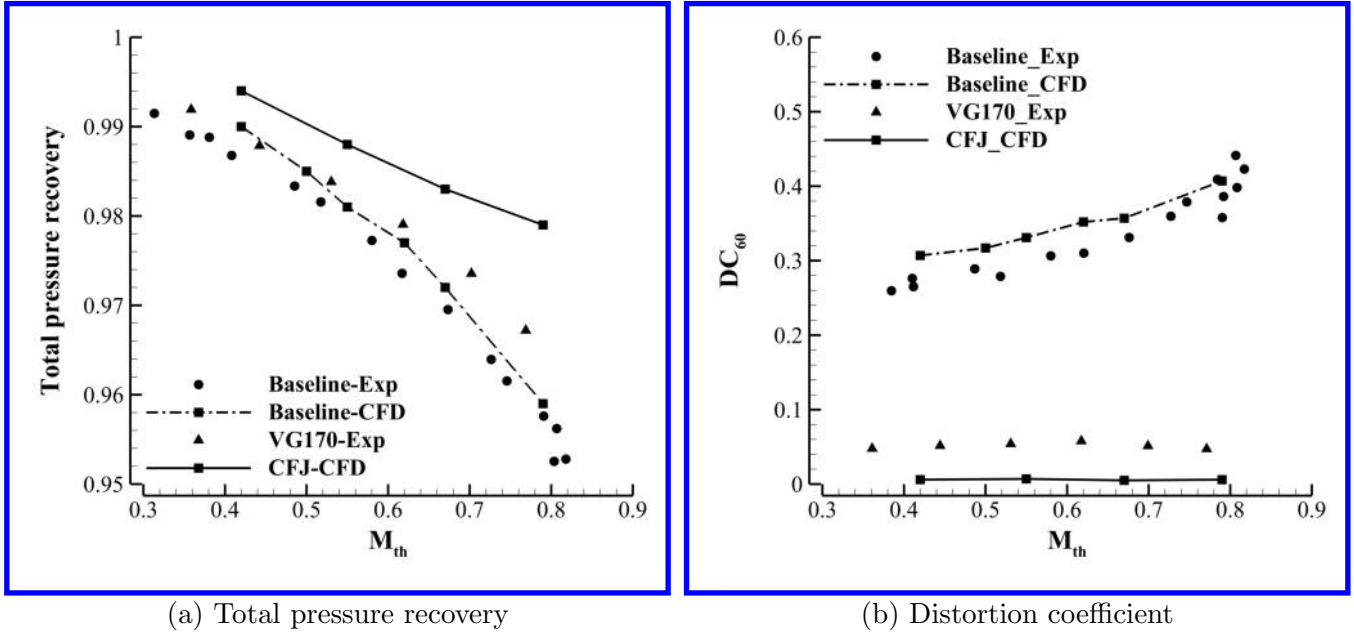 1
0.99
0.98
0.97
0.96
0.95
Total pressure recovery
Baseline-Exp
Baseline-CFD
VG170-Exp
CFJ-CFD
0.3 0.4 0.5 0.6 0.7 0.8 0.9
M_th
(a) Total pressure recovery
0.6
0.5
0.4
0.3
0.2
0.1
0
DC_60
Baseline_Exp
Baseline_CFD
VG170_Exp
CFJ_CFD
0.3 0.4 0.5 0.6 0.7 0.8 0.9
M_th
(b) Distortion coefficient